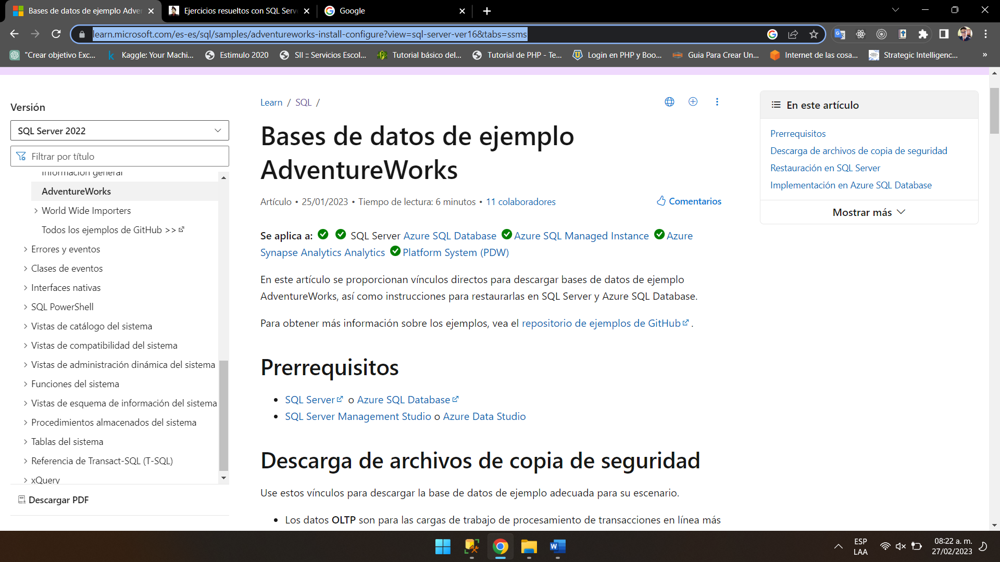 Bases de datos de ejemplo Adve
Ejercicios resueltos con SQL Serv
Google
learn.microsoft.com/es-es/sql/samples/adventureworks-install-configure?view=sql-server-ver16&tabs=ssms
"Crear objetivo Exc...
Kaggle: Your Machi...
Estimulo 2020
SII :: Servicios Escol...
Tutorial básico del...
Tutorial de PHP - Te...
Login en PHP y Boo...
Guia Para Crear Un...
Internet de las cosa...
Strategic Intelligenc...
»
Versión
SQL Server 2022
Filtrar por título
Información general
AdventureWorks
World Wide Importers
Todos los ejemplos de GitHub >>
Errores y eventos
Clases de eventos
Interfaces nativas
SQL PowerShell
Vistas de catálogo del sistema
Vistas de compatibilidad del sistema
Vistas de administración dinámica del sistema
Funciones del sistema
Vistas de esquema de información del sistema
Procedimientos almacenados del sistema
Tablas del sistema
Referencia de Transact-SQL (T-SQL)
xQuery
Descargar PDF
Learn / SQL /
Bases de datos de ejemplo
AdventureWorks
Artículo • 25/01/2023 • Tiempo de lectura: 6 minutos • 11 colaboradores
Comentarios
Se aplica a: SQL Server Azure SQL Database Azure SQL Managed Instance Azure
Synapse Analytics Analytics Platform System (PDW)
En este artículo se proporcionan vínculos directos para descargar bases de datos de ejemplo
AdventureWorks, así como instrucciones para restaurarlas en SQL Server y Azure SQL Database.
Para obtener más información sobre los ejemplos, vea el repositorio de ejemplos de GitHub .
Prerrequisitos
• SQL Server o Azure SQL Database
• SQL Server Management Studio o Azure Data Studio
Descarga de archivos de copia de seguridad
Use estos vínculos para descargar la base de datos de ejemplo adecuada para su escenario.
• Los datos OLTP son para las cargas de trabajo de procesamiento de transacciones en línea más
En este artículo
Prerrequisitos
Descarga de archivos de copia de seguridad
Restauración en SQL Server
Implementación en Azure SQL Database
Mostrar más
ESP
LAA
08:22 a. m.
27/02/2023